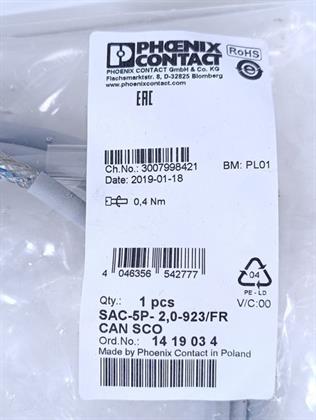 PHŒNIX
CONTACT
RoHS
PHOENIX CONTACT GmbH & Co. KG
Flachsmarktstr. 8, D-32825 Blomberg
www.phoenixcontact.com
e
EAC
Ch.No.: 3007998421 BM: PL01
Date: 2019-01-18
0,4 Nm
4 046356 542777
04
PE - LD
Qty.: 1 pcs V/C:00
SAC-5P- 2,0-923/FR
CAN SCO
Ord.No.: 14 19 03 4
Made by Phoenix Contact in Poland